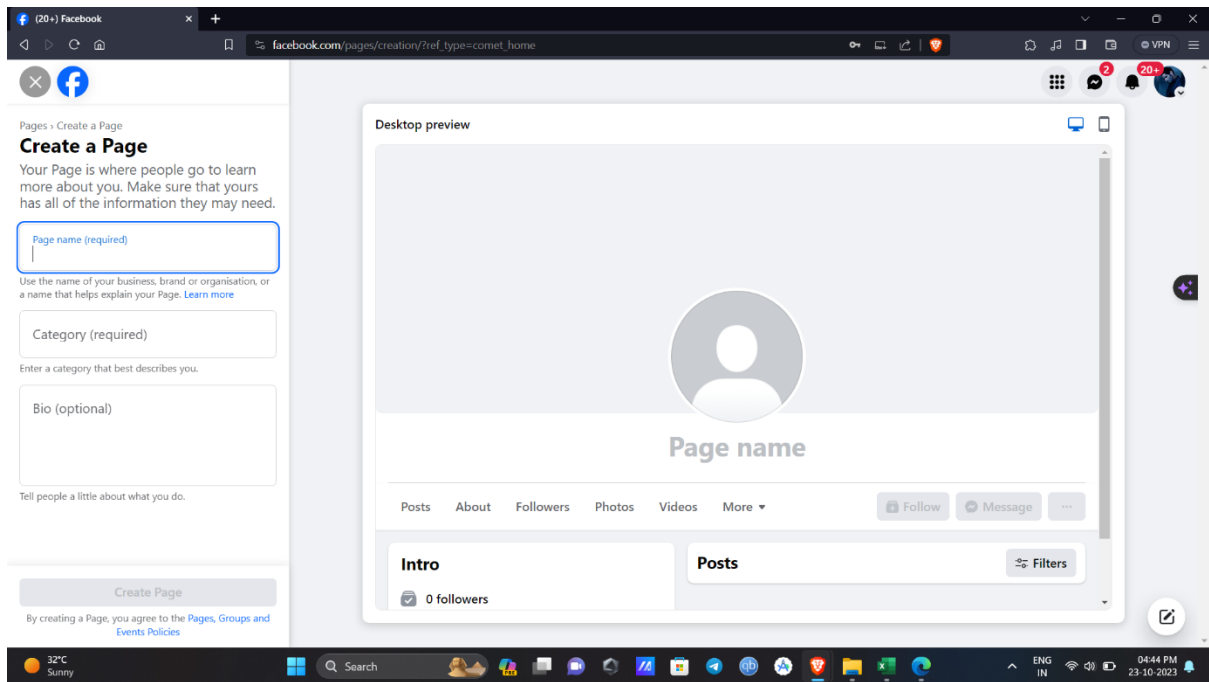 (20+) Facebook
facebook.com/pages/creation/?ref_type=comet_home
VPN
2
20+
Pages › Create a Page
Create a Page
Your Page is where people go to learn
more about you. Make sure that yours
has all of the information they may need.
Page name (required)
Use the name of your business, brand or organisation, or
a name that helps explain your Page. Learn more
Category (required)
Enter a category that best describes you.
Bio (optional)
Tell people a little about what you do.
Create Page
By creating a Page, you agree to the Pages, Groups and
Events Policies
Desktop preview
Page name
Posts About Followers Photos Videos More
Follow Message ...
Intro
0 followers
Posts
Filters
32°C
Sunny
Search
PRE
qb
ENG
IN
04:44 PM
23-10-2023